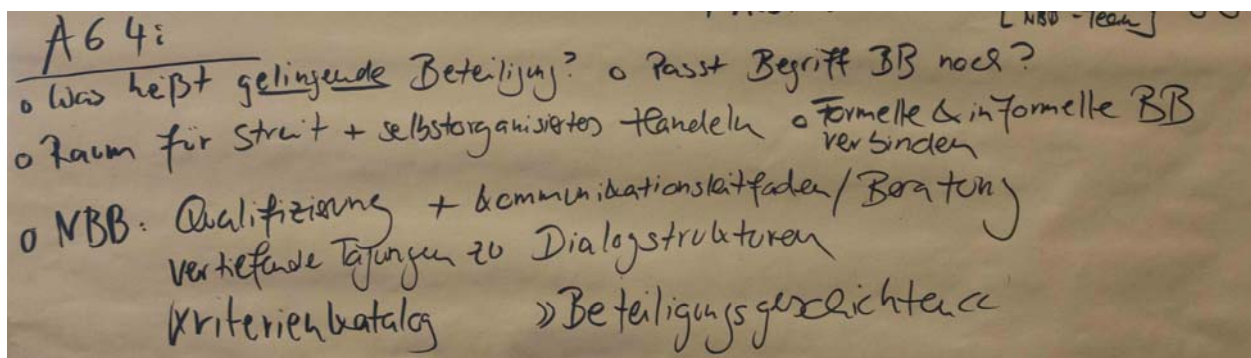 [NBB-Team]
AG 4:
o Was heißt gelingende Beteiligung? o Passt Begriff BB noch?
o Raum für Streit + selbstorganisiertes Handeln o Formelle & informelle BB
verbinden
o NBB: Qualifizierung + Kommunikationsleitfaden/Beratung
vertiefende Tagungen zu Dialogstrukturen
Kriterienkatalog »Beteiligungsgeschichten«